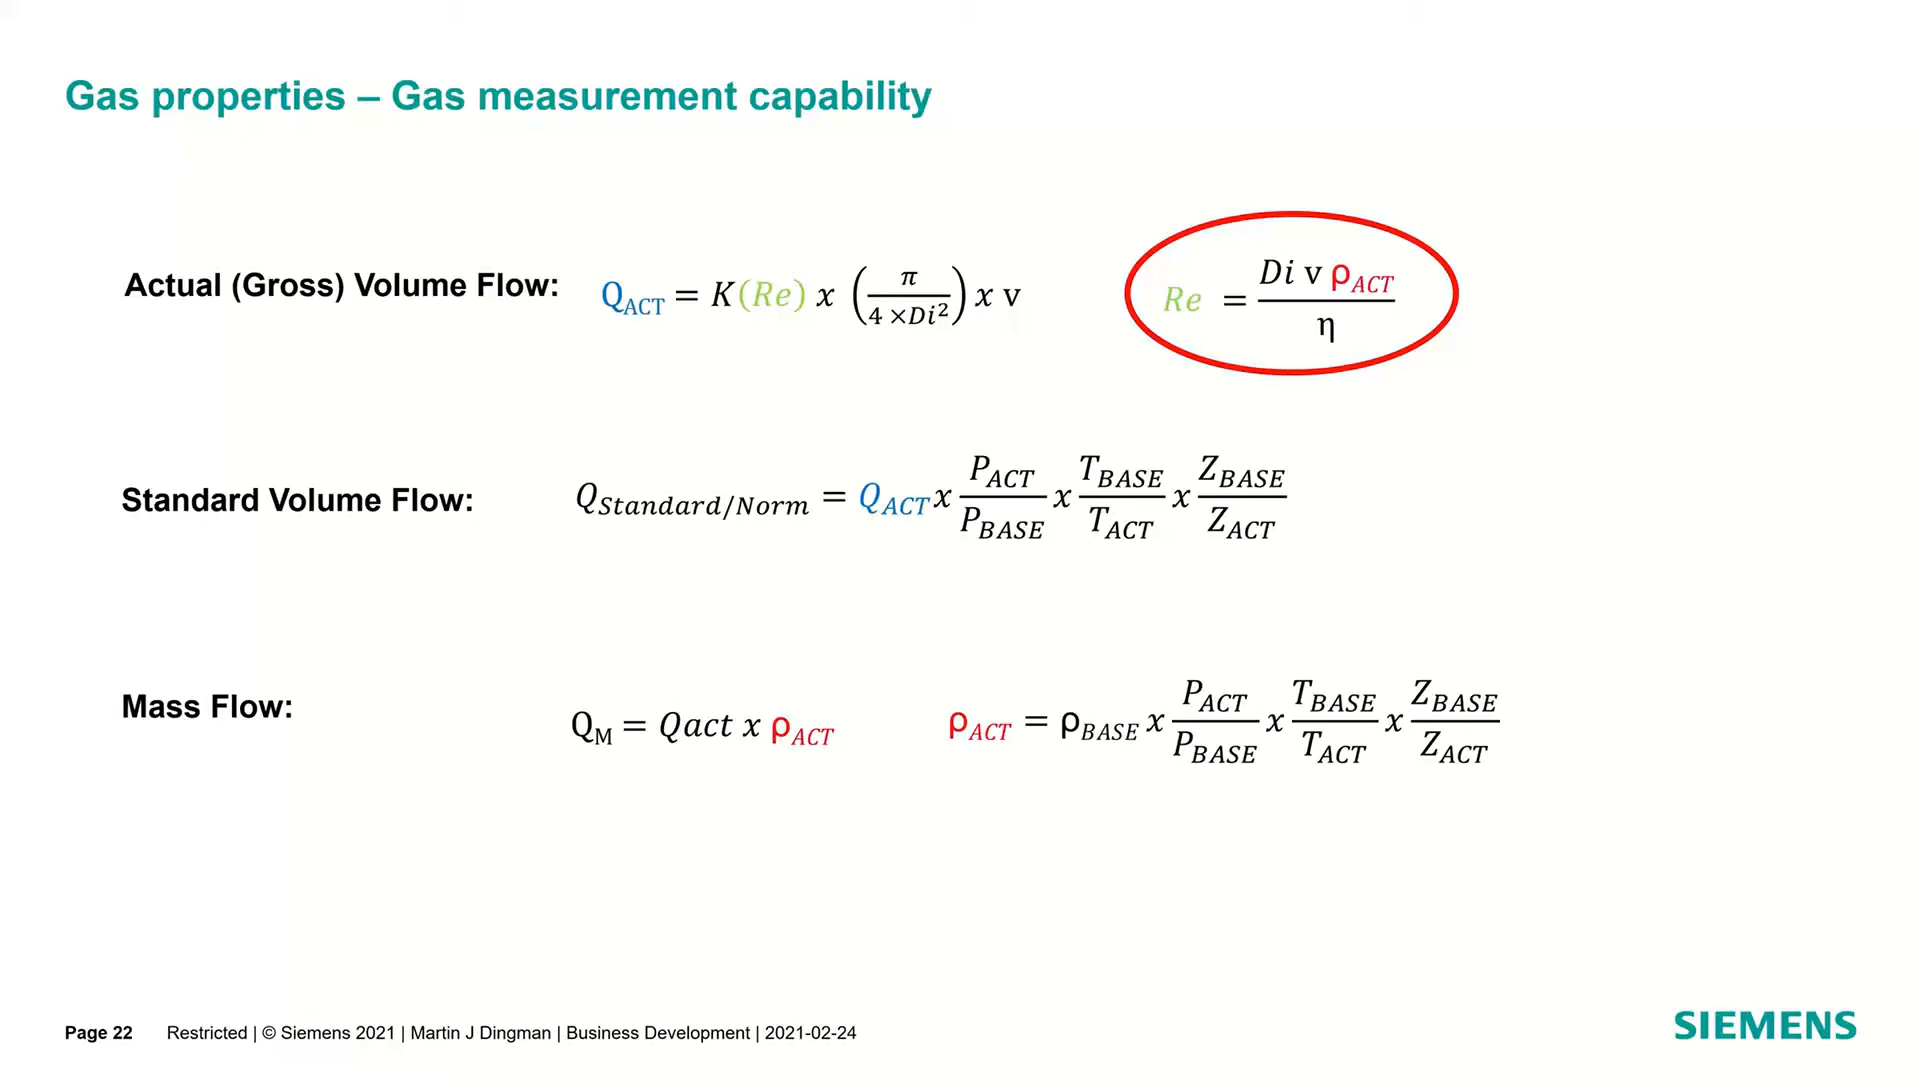 Gas properties – Gas measurement capability
Actual (Gross) Volume Flow: Q_ACT = K(Re) x (π / (4 ×Di²)) x v    Re = (Di v ρ_ACT) / η
Standard Volume Flow: Q_Standard/Norm = Q_ACT x P_ACT/P_BASE x T_BASE/T_ACT x Z_BASE/Z_ACT
Mass Flow: Q_M = Qact x ρ_ACT    ρ_ACT = ρ_BASE x P_ACT/P_BASE x T_BASE/T_ACT x Z_BASE/Z_ACT
Page 22 Restricted | © Siemens 2021 | Martin J Dingman | Business Development | 2021-02-24
SIEMENS